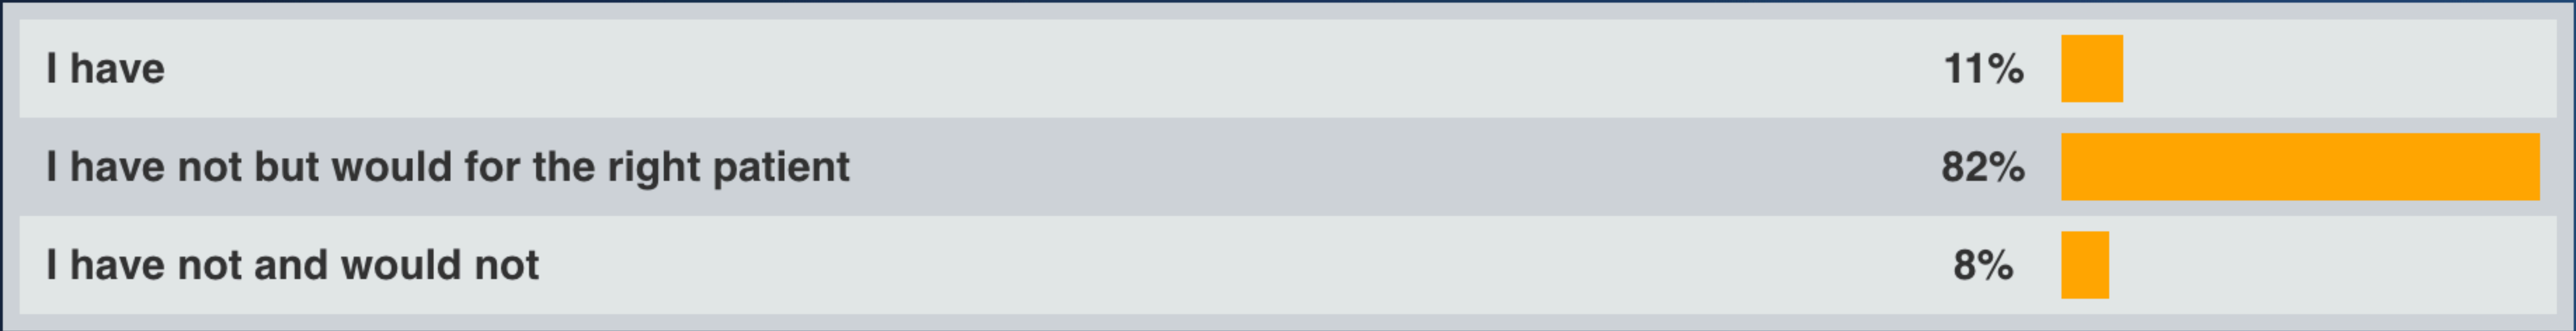 I have 11%
I have not but would for the right patient 82%
I have not and would not 8%